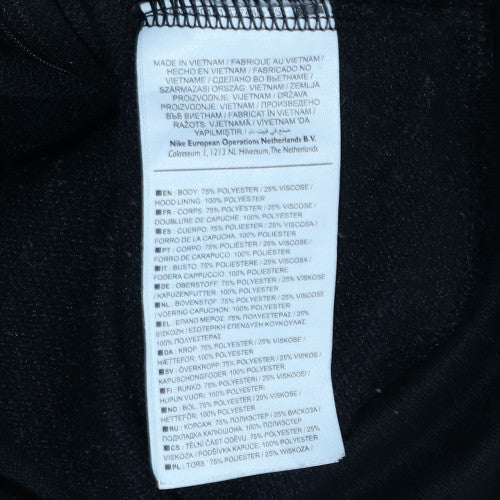 MADE IN VIETNAM / FABRIQUE AU VIETNAM /
HECHO EN VIETNAM / FABRICADO NO
VIETNAME / СДЕЛАНО ВО ВЬЕТНАМЕ /
SZÁRMAZÁSI ORSZÁG: VIETNAM / ZEMLJA
PROIZVODNJE: VIJETNAM / DRŽAVA
PROIZVODNJE: VIETNAM / ПРОИЗВЕДЕНО
ВЪВ ВИЕТНАМ / FABRICAT ÎN VIETNAM /
RAŽOTS VJETNAMĀ / VİYETNAM 'DA
YAPILMIŞTIR / صنع في فيت نام
Nike European Operations Netherlands B.V.
Colosseum 1, 1213 NL Hilversum, The Netherlands
EN: BODY: 75% POLYESTER / 25% VISCOSE /
HOOD LINING: 100% POLYESTER
FR: CORPS: 75% POLYESTER / 25% VISCOSE /
DOUBLURE DE CAPUCHE: 100% POLYESTER
ES: CUERPO: 75% POLIÉSTER / 25% VISCOSA /
FORRO DE LA CAPUCHA: 100% POLIÉSTER
PT: CORPO: 75% POLIÉSTER / 25% VISCOSE /
FORRO DE CARAPUÇO: 100% POLIÉSTER
IT: BUSTO: 75% POLIESTERE / 25% VISCOSA /
FODERA CAPPUCCIO: 100% POLIESTERE
DE: OBERSTOFF: 75% POLYESTER / 25% VISKOSE
/ KAPUZENFUTTER: 100% POLYESTER
NL: BOVENSTOF: 75% POLYESTER / 25% VISCOSE
/ VOERING CAPUCHON: 100% POLYESTER
EL: ΕΠΑΝΩ ΜΕΡΟΣ: 75% ΠΟΛΥΕΣΤΕΡΑΣ / 25%
ΒΙΣΚΟΖΗ / ΕΣΩΤΕΡΙΚΗ ΕΠΕΝΔΥΣΗ ΚΟΥΚΟΥΛΑΣ:
100% ΠΟΛΥΕΣΤΕΡΑΣ
DA: KROP: 75% POLYESTER / 25% VISKOSE /
HÆTTEFOR: 100% POLYESTER
SV: ÖVERKROPP: 75% POLYESTER / 25% VISKOS /
KAPUSCHONGFODER: 100% POLYESTER
FI: RUNKO: 75% POLYESTERI / 25% VISKOOSI /
HUPUN VUORI: 100% POLYESTERI
NO: BOL: 75% POLYESTER / 25% VISKOSE /
HETTEFÔR: 100% POLYESTER
RU: КОРСАЖ: 75% ПОЛИЭСТЕР / 25% ВИСКОЗА /
ПОДКЛАДКА КАПЮШОНА: 100% ПОЛИЭСТЕР
CS: TĚLNÍ ČÁST ODĚVU: 75% POLYESTER / 25%
VISKOZA / PODŠÍVKA KAPUCE: 100% POLYESTER
PL: TORS: 75% POLIESTER / 25% WISKOZA /